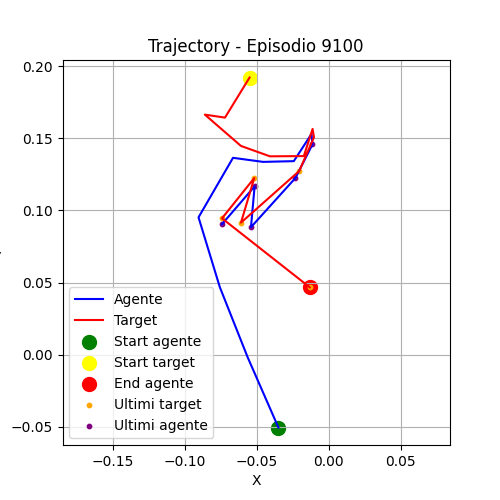 Trajectory - Episodio 9100
0.20
0.15
0.10
0.05
0.00
−0.05
Agente
Target
Start agente
Start target
End agente
Ultimi target
Ultimi agente
−0.15
−0.10
−0.05
0.00
0.05
X